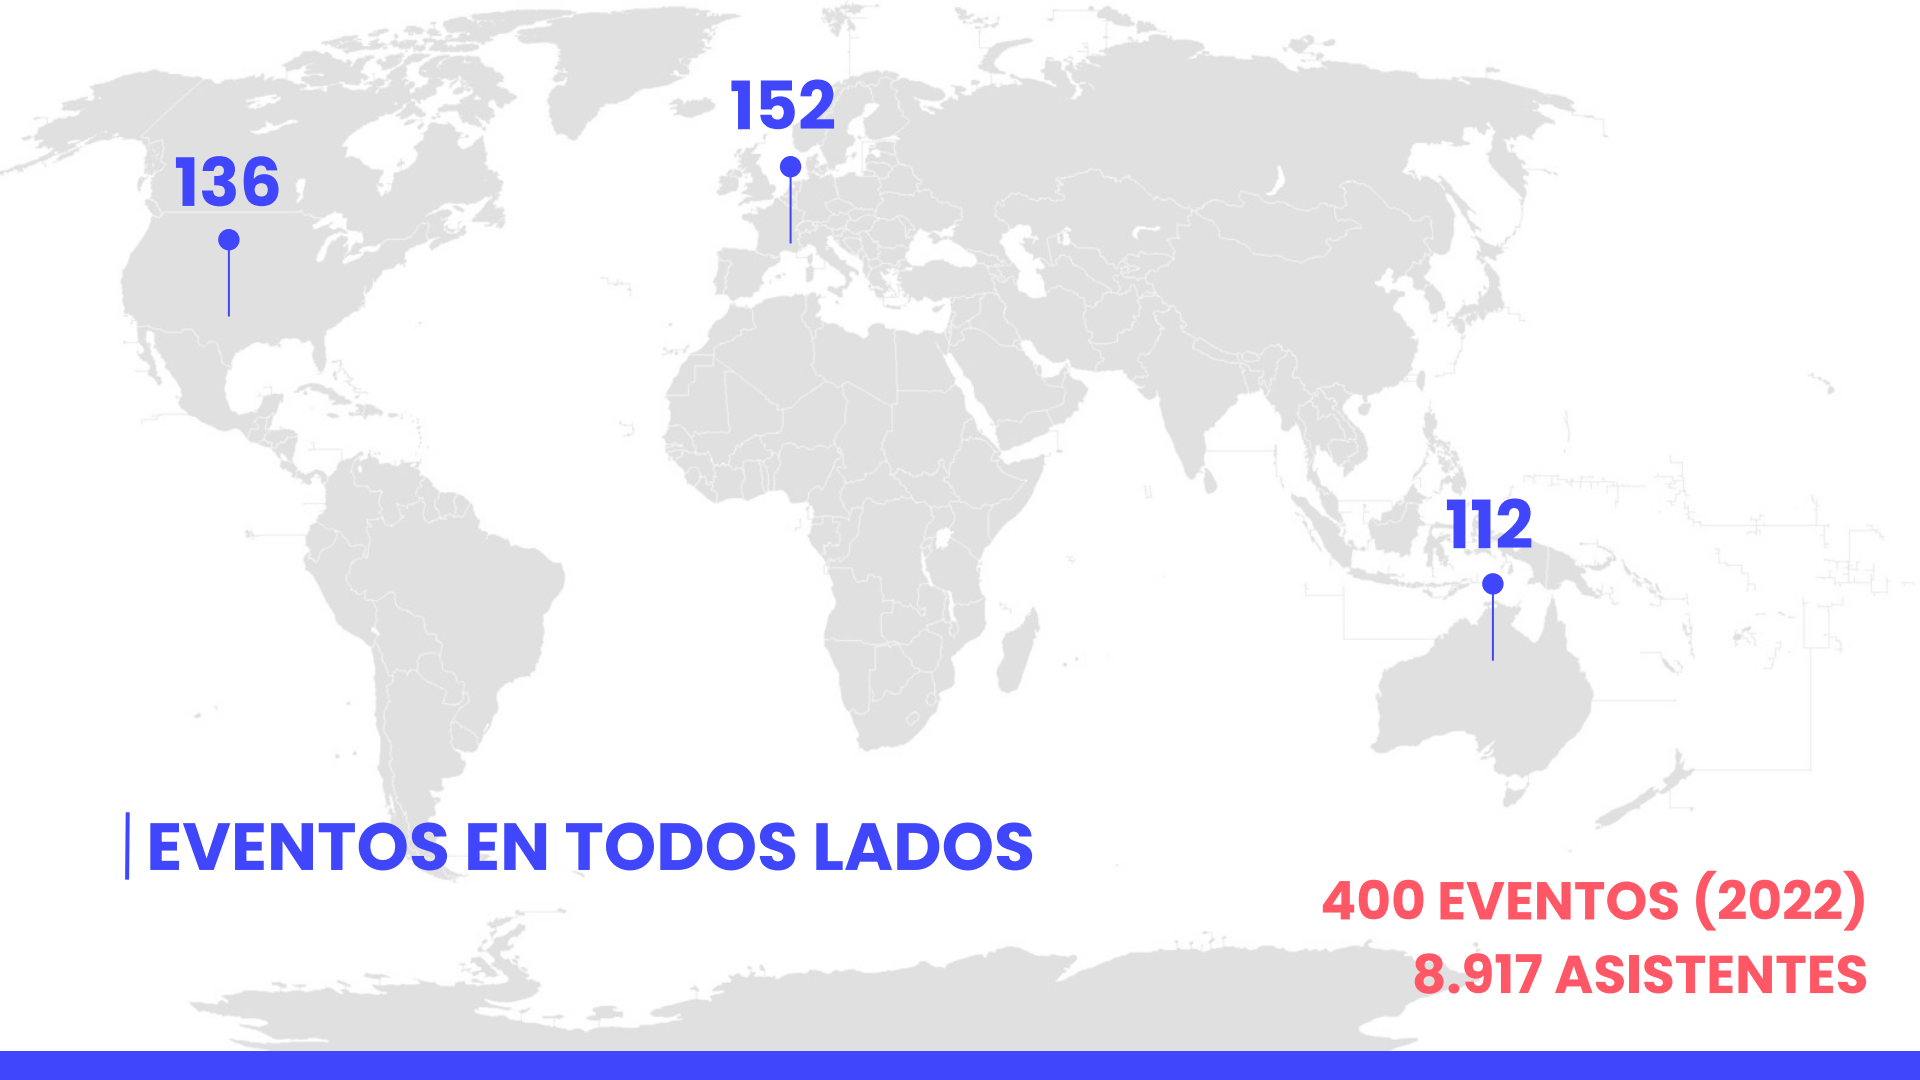 152
136
112
EVENTOS EN TODOS LADOS
400 EVENTOS (2022)
8.917 ASISTENTES